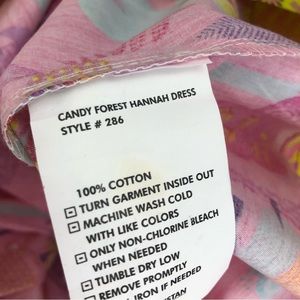 CANDY FOREST HANNAH DRESS
STYLE # 286
100% COTTON
TURN GARMENT INSIDE OUT
MACHINE WASH COLD
WITH LIKE COLORS
ONLY NON-CHLORINE BLEACH
WHEN NEEDED
TUMBLE DRY LOW
REMOVE PROMPTLY
IRON IF NEEDED